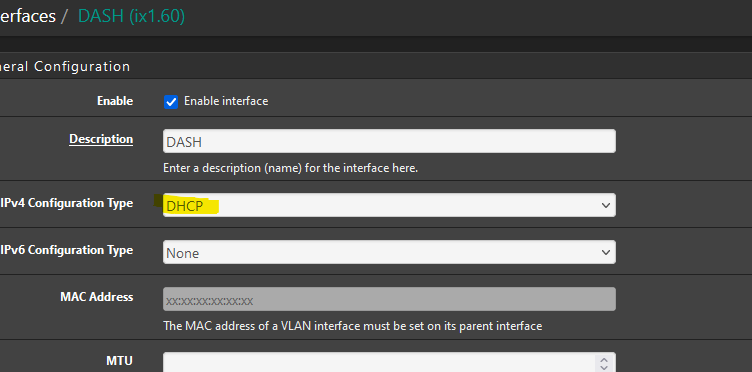 erfaces / DASH (ix1.60)
neral Configuration
Enable Enable interface
Description DASH
Enter a description (name) for the interface here.
IPv4 Configuration Type DHCP
IPv6 Configuration Type None
MAC Address xx:xx:xx:xx:xx:xx
The MAC address of a VLAN interface must be set on its parent interface
MTU